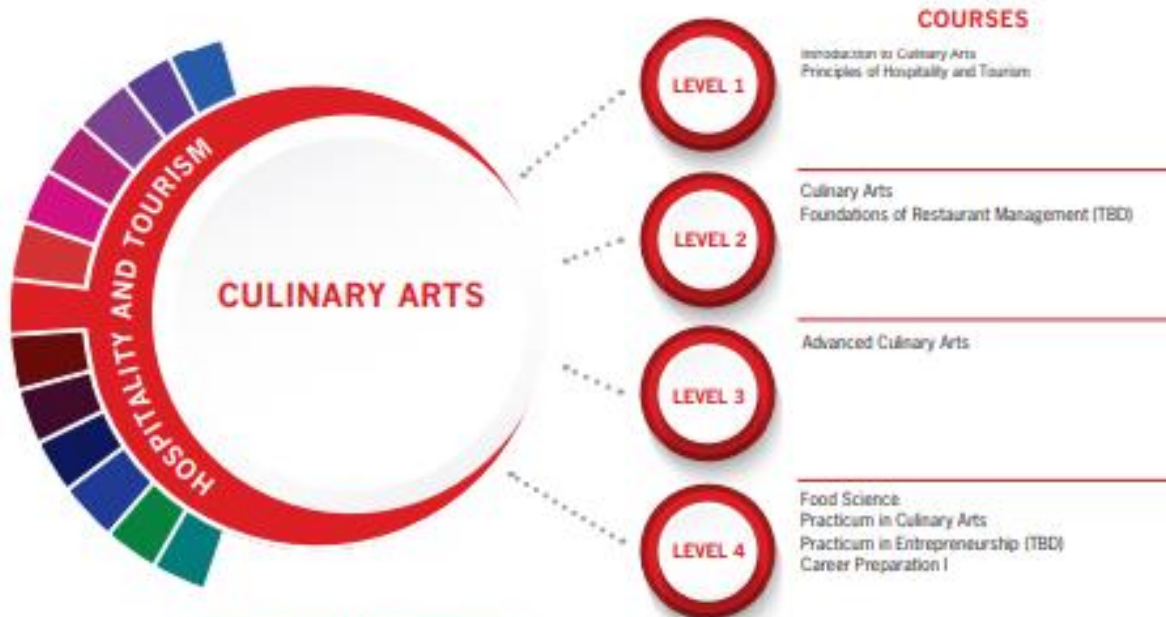 COURSES
LEVEL 1
Introduction to Culinary Arts
Principles of Hospitality and Tourism
LEVEL 2
Culinary Arts
Foundations of Restaurant Management (TBD)
HOSPITALITY AND TOURISM
CULINARY ARTS
LEVEL 3
Advanced Culinary Arts
LEVEL 4
Food Science
Practicum in Culinary Arts
Practicum in Entrepreneurship (TBD)
Career Preparation I